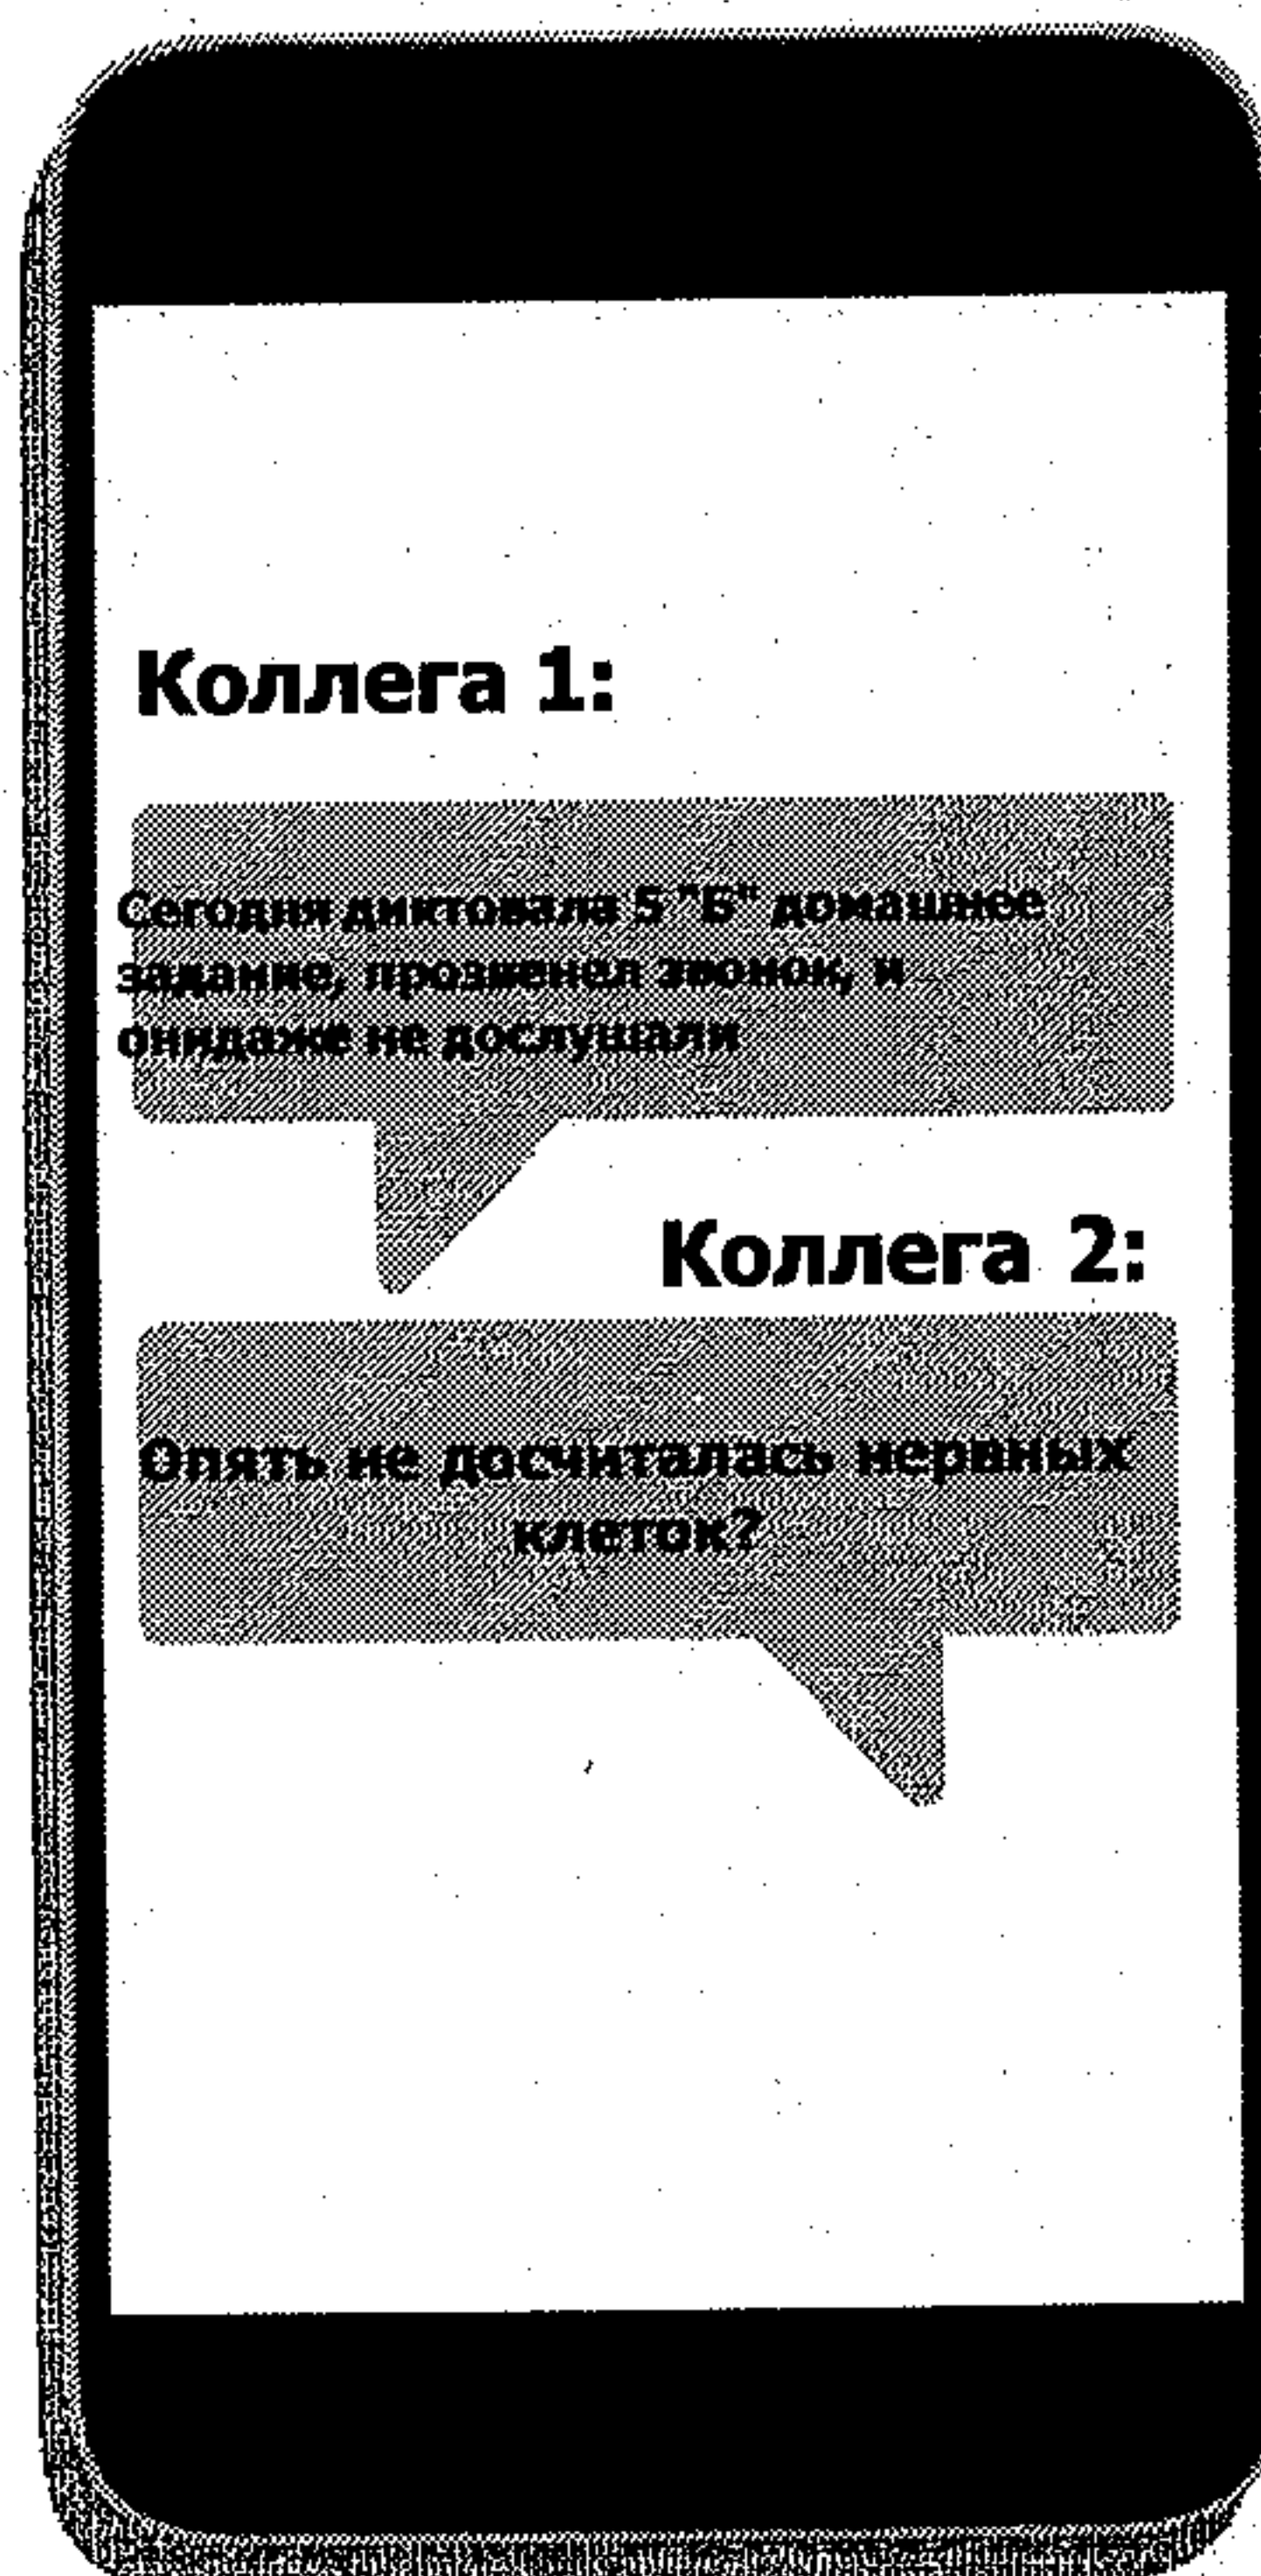 Коллега 1:
Сегодня диктовала 5 "Б" домашнее
задание, прозвенел звонок, и
онидаже не дослушали
Коллега 2:
Опять не досчиталась нервных
клеток?